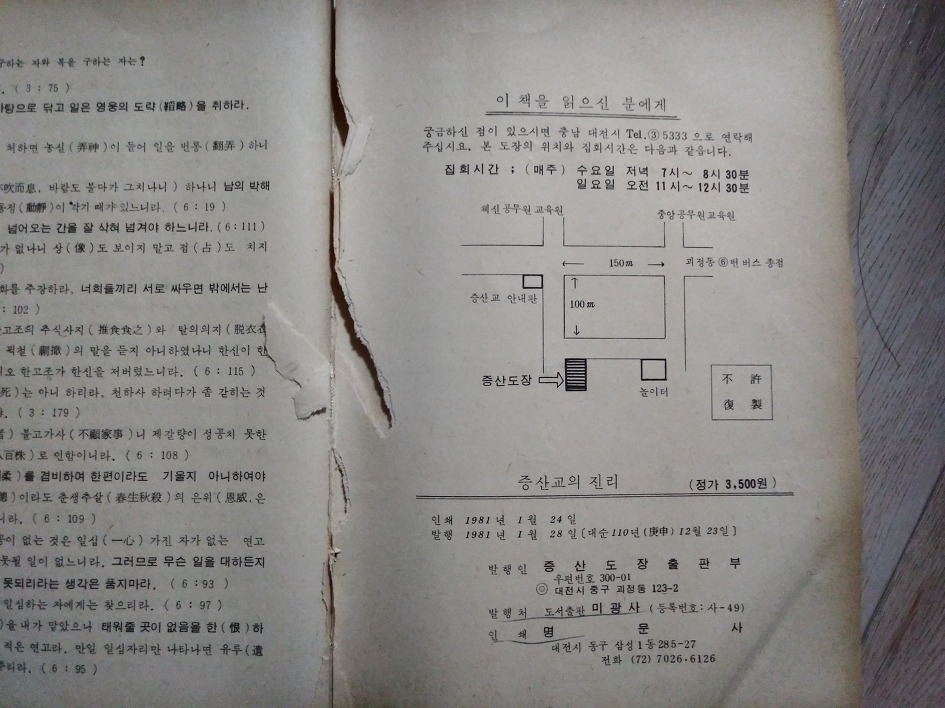 구하는 자와 복을 구하는 자는?
. ( 3 : 75 )
바탕으로 닦고 일은 영웅의 도략(韜略)을 취하라.
처하면 농신(弄神)이 들어 일을 번롱(翻弄)하니
吹而息, 바람도 불다가 그치나니) 하나니 남의 박해
동정(動靜)이 각기 때가 있느니라. ( 6 : 19 )
넘어오는 간을 잘 삭혀 넘겨야 하느니라. ( 6 : 111 )
가 없나니 상(像)도 보이지 말고 점(占)도 치지
)
화를 주장하라. 너희들끼리 서로 싸우면 밖에서는 난
: 102 )
한고조의 추식사지(推食食之)와 탈의의지(脱衣衣
괵철(蒯撤)의 말을 듣지 아니하였나니 한신이 한
니오 한고조가 한신을 저버렸느니라. ( 6 : 115 )
死)는 아니 하리라. 천하사 하려다가 좀 갇히는 것
. ( 3 : 179 )
불고가사(不顧家事)니 제갈량이 성공치 못한
百株)로 인함이니라. ( 6 : 108 )
柔)를 겸비하여 한편이라도 기울지 아니하여야
이라도 춘생추살(春生秋殺)의 은위(恩威,은
니라. ( 6 : 109 )
이 없는 것은 일심(一心) 가진 자가 없는 연고
못될 일이 없느니라. 그러므로 무슨 일을 대하든지
못되리라는 생각은 품지마라. ( 6 : 93 )
일심하는 자에게는 찾으리라. ( 6 : 97 )
)을 내가 맡았으나 태워줄 곳이 없음을 한(恨)하
적은 연고라. 만일 일심자리만 나타나면 유루(遺
우리라. ( 6 : 95 )
이 책을 읽으신 분에게
궁금하신 점이 있으시면 충남 대전시 Tel.③5333 으로 연락해
주십시요. 본 도장의 위치와 집회시간은 다음과 같읍니다.
집회시간 ; (매주) 수요일 저녁 7시~ 8시 30분
일요일 오전 11시~12시 30분
체신 공무원 교육원
중앙 공무원 교육원
150m
괴정동 ⑥번 버스 종점
증산교 안내판
100m
증산도장
놀이터
不 許
復 製
증산교의 진리
(정가 3,500원)
인쇄 1981년 1월 24일
발행 1981년 1월 28일 [대순 110년 (庚申) 12월 23일]
발행인 증산도장출판부
우편번호 300-01
◎ 대전시 중구 괴정동 123-2
발행처 도서출판 미광사 (등록번호: 사-49)
인쇄 명문사
대전시 동구 삼성1동 285-27
전화 (72) 7026.6126